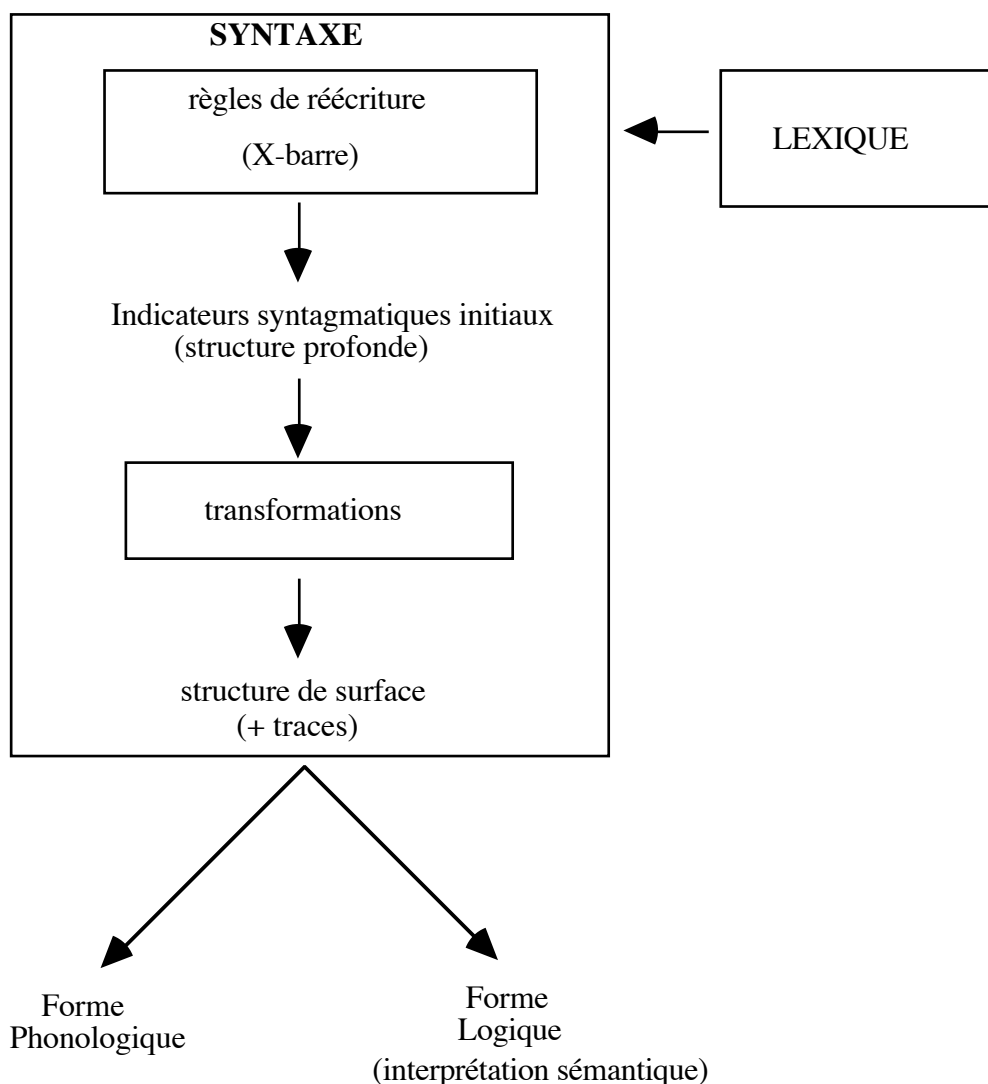 SYNTAXE
règles de réécriture
(X-barre)
LEXIQUE
Indicateurs syntagmatiques initiaux
(structure profonde)
transformations
structure de surface
(+ traces)
Forme
Phonologique
Forme
Logique
(interprétation sémantique)